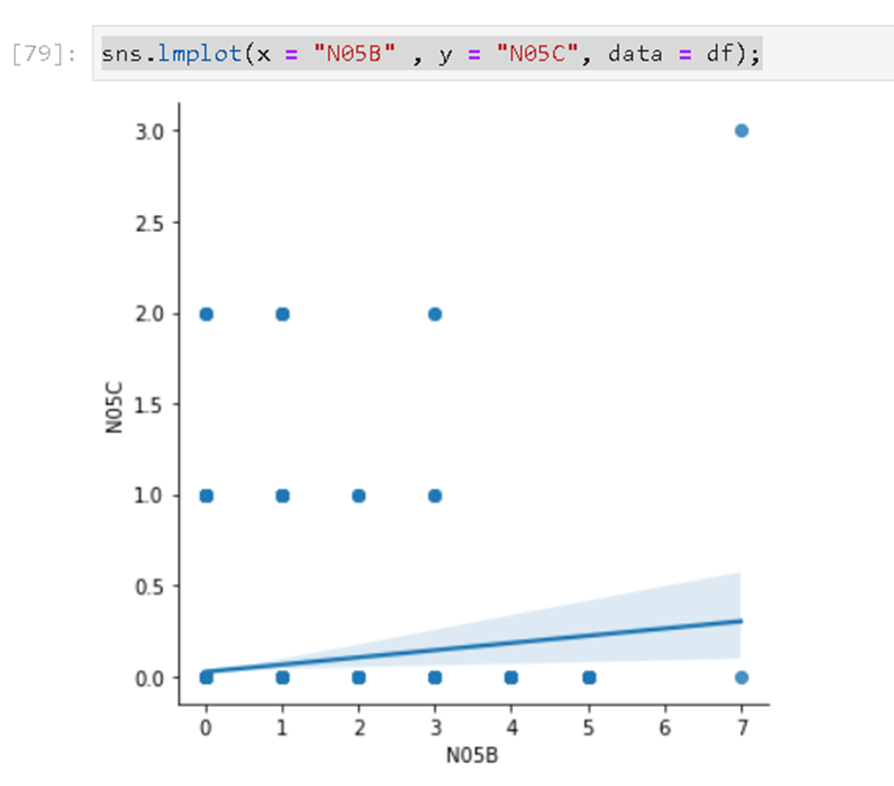 [79]: sns.lmplot(x = "N05B" , y = "N05C", data = df);
3.0
2.5
2.0
1.5
1.0
0.5
0.0
N05C
0 1 2 3 4 5 6 7
N05B